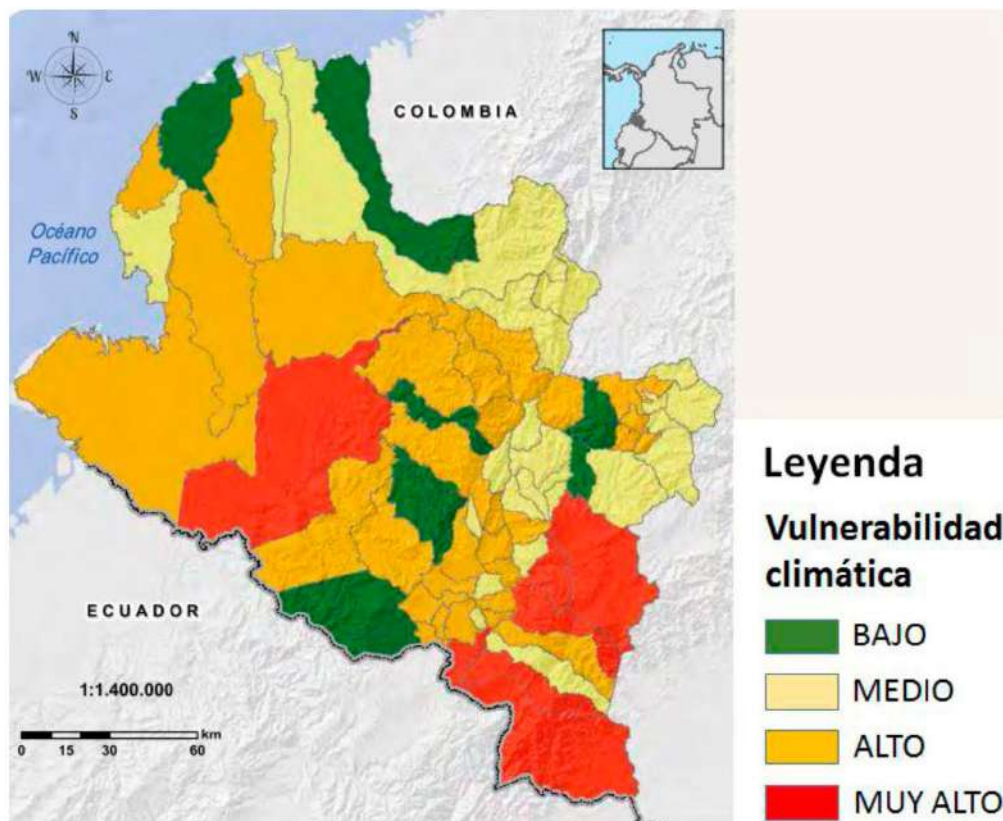 N
W E
S
COLOMBIA
Océano
Pacífico
ECUADOR
1:1.400.000
km
0 15 30 60
Leyenda
Vulnerabilidad
climática
BAJO
MEDIO
ALTO
MUY ALTO